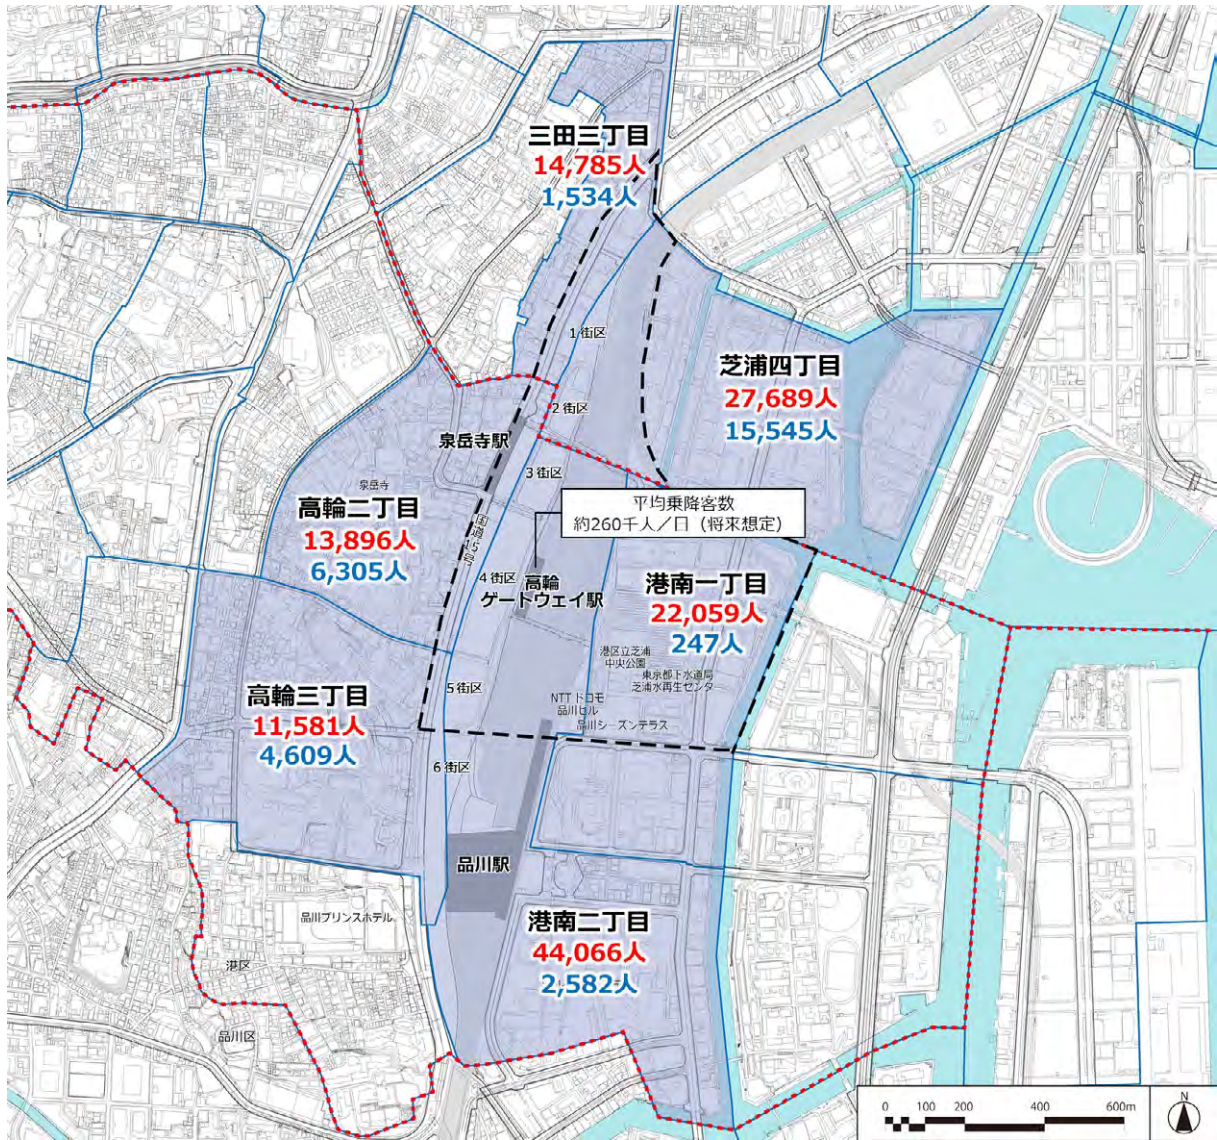 三田三丁目
14,785人
1,534人
1街区
芝浦四丁目
27,689人
15,545人
2街区
泉岳寺駅
3街区
泉岳寺
高輪二丁目
13,896人
6,305人
平均乗降客数
約260千人／日（将来想定）
国道15号
4街区
高輪
ゲートウェイ駅
港南一丁目
22,059人
247人
港区立芝浦
中央公園
東京都下水道局
芝浦水再生センター
高輪三丁目
11,581人
4,609人
5街区
NTTドコモ
品川ビル
品川シーズンテラス
6街区
品川駅
品川プリンスホテル
港南二丁目
44,066人
2,582人
港区
品川区
0 100 200 400 600m
N